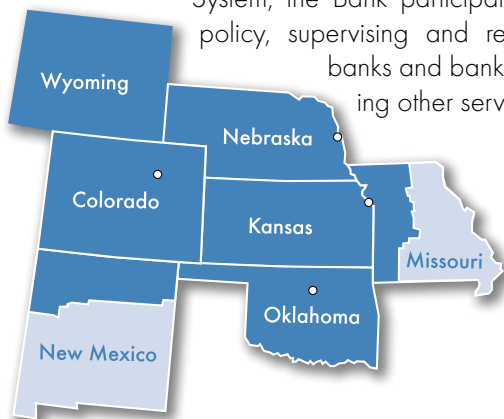 System, the Bank participa
policy, supervising and re
banks and bank
ing other serv
Wyoming
Nebraska
Colorado
Kansas
Missouri
Oklahoma
New Mexico